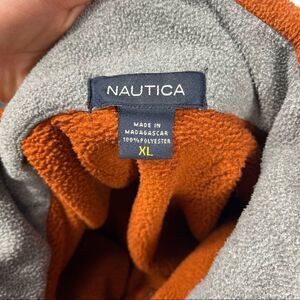 NAUTICA
MADE IN
MADAGASCAR
100% POLYESTER
XL